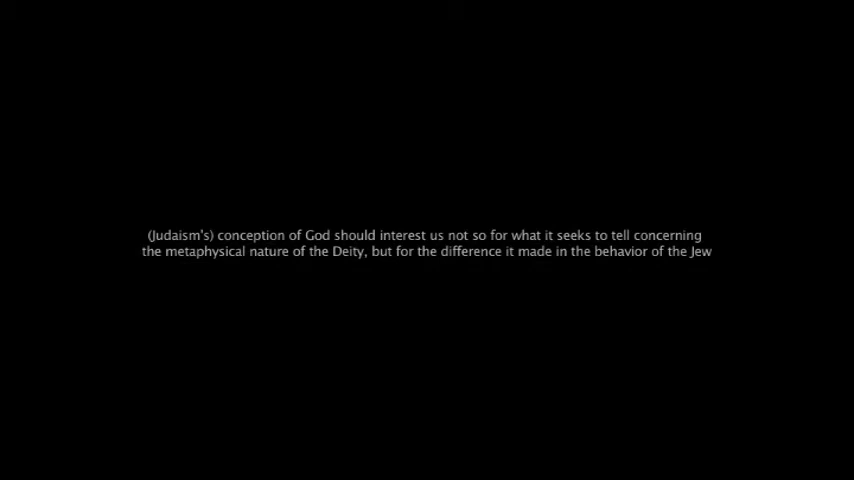 (Judaism's) conception of God should interest us not so for what it seeks to tell concerning
the metaphysical nature of the Deity, but for the difference it made in the behavior of the Jew